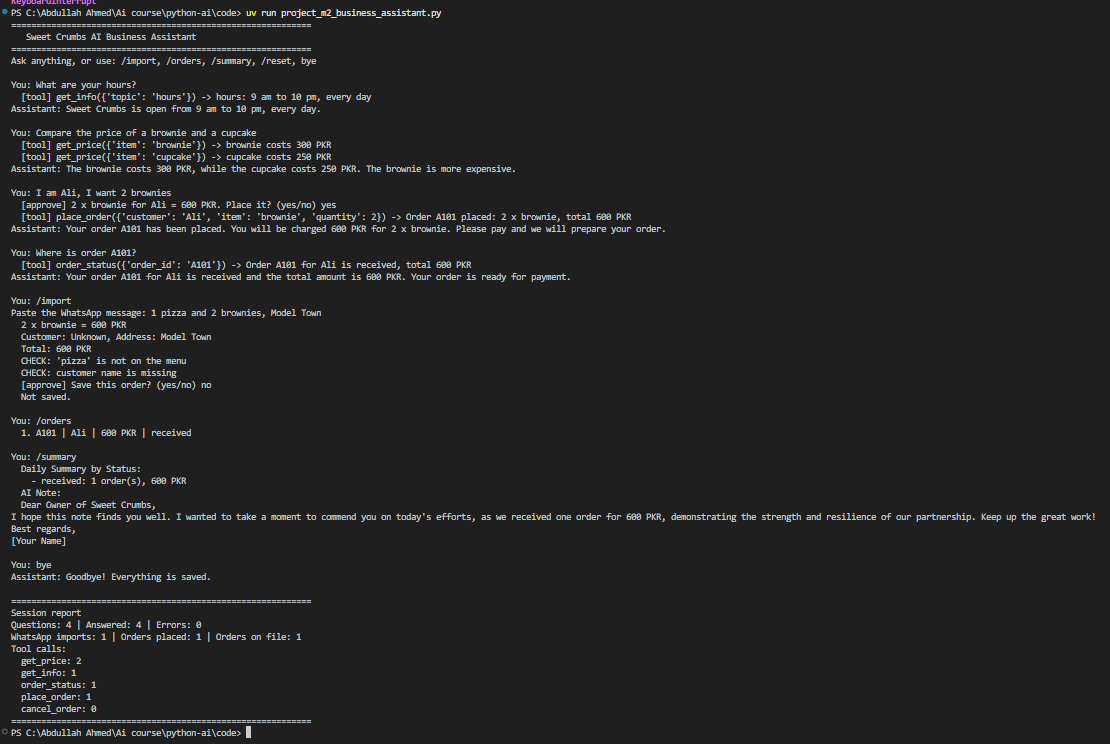 KeyboardInterrupt
PS C:\Abdullah Ahmed\Ai course\python-ai\code> uv run project_m2_business_assistant.py
============================================================
   Sweet Crumbs AI Business Assistant
============================================================
Ask anything, or use: /import, /orders, /summary, /reset, bye

You: What are your hours?
  [tool] get_info({'topic': 'hours'}) -> hours: 9 am to 10 pm, every day
Assistant: Sweet Crumbs is open from 9 am to 10 pm, every day.

You: Compare the price of a brownie and a cupcake
  [tool] get_price({'item': 'brownie'}) -> brownie costs 300 PKR
  [tool] get_price({'item': 'cupcake'}) -> cupcake costs 250 PKR
Assistant: The brownie costs 300 PKR, while the cupcake costs 250 PKR. The brownie is more expensive.

You: I am Ali, I want 2 brownies
  [approve] 2 x brownie for Ali = 600 PKR. Place it? (yes/no) yes
  [tool] place_order({'customer': 'Ali', 'item': 'brownie', 'quantity': 2}) -> Order A101 placed: 2 x brownie, total 600 PKR
Assistant: Your order A101 has been placed. You will be charged 600 PKR for 2 x brownie. Please pay and we will prepare your order.

You: Where is order A101?
  [tool] order_status({'order_id': 'A101'}) -> Order A101 for Ali is received, total 600 PKR
Assistant: Your order A101 for Ali is received and the total amount is 600 PKR. Your order is ready for payment.

You: /import
Paste the WhatsApp message: 1 pizza and 2 brownies, Model Town
  2 x brownie = 600 PKR
  Customer: Unknown, Address: Model Town
  Total: 600 PKR
  CHECK: 'pizza' is not on the menu
  CHECK: customer name is missing
  [approve] Save this order? (yes/no) no
  Not saved.

You: /orders
  1. A101 | Ali | 600 PKR | received

You: /summary
  Daily Summary by Status:
    - received: 1 order(s), 600 PKR
  AI Note:
  Dear Owner of Sweet Crumbs,
I hope this note finds you well. I wanted to take a moment to commend you on today's efforts, as we received one order for 600 PKR, demonstrating the strength and resilience of our partnership. Keep up the great work!
Best regards,
[Your Name]

You: bye
Assistant: Goodbye! Everything is saved.

============================================================
Session report
Questions: 4 | Answered: 4 | Errors: 0
WhatsApp imports: 1 | Orders placed: 1 | Orders on file: 1
Tool calls:
  get_price: 2
  get_info: 1
  order_status: 1
  place_order: 1
  cancel_order: 0
============================================================
PS C:\Abdullah Ahmed\Ai course\python-ai\code>